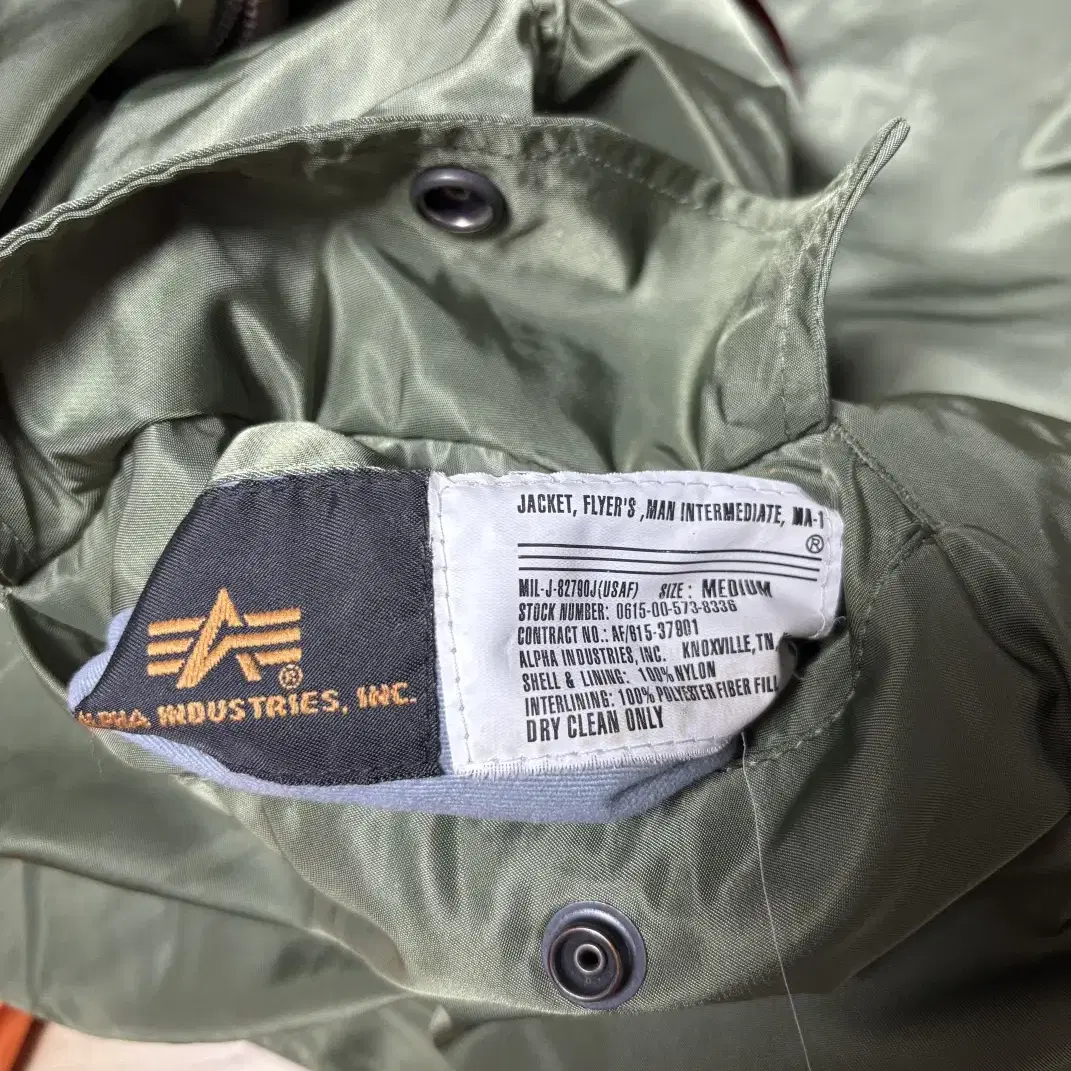 ALPHA INDUSTRIES, INC.
®
JACKET, FLYER'S ,MAN INTERMEDIATE, MA-1
®
MIL-J-82790J(USAF) SIZE: MEDIUM
STOCK NUMBER: 0615-00-573-8336
CONTRACT NO.: AF/815-37801
ALPHA INDUSTRIES, INC. KNOXVILLE,TN,
SHELL & LINING: 100% NYLON
INTERLINING: 100% POLYESTER FIBER FILL
DRY CLEAN ONLY